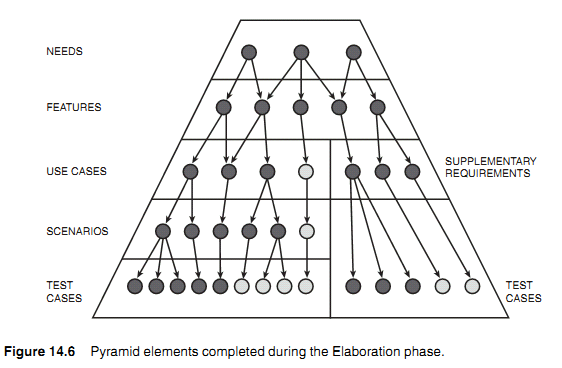 NEEDS
FEATURES
USE CASES
SUPPLEMENTARY
REQUIREMENTS
SCENARIOS
TEST
CASES
TEST
CASES
Figure 14.6 Pyramid elements completed during the Elaboration phase.